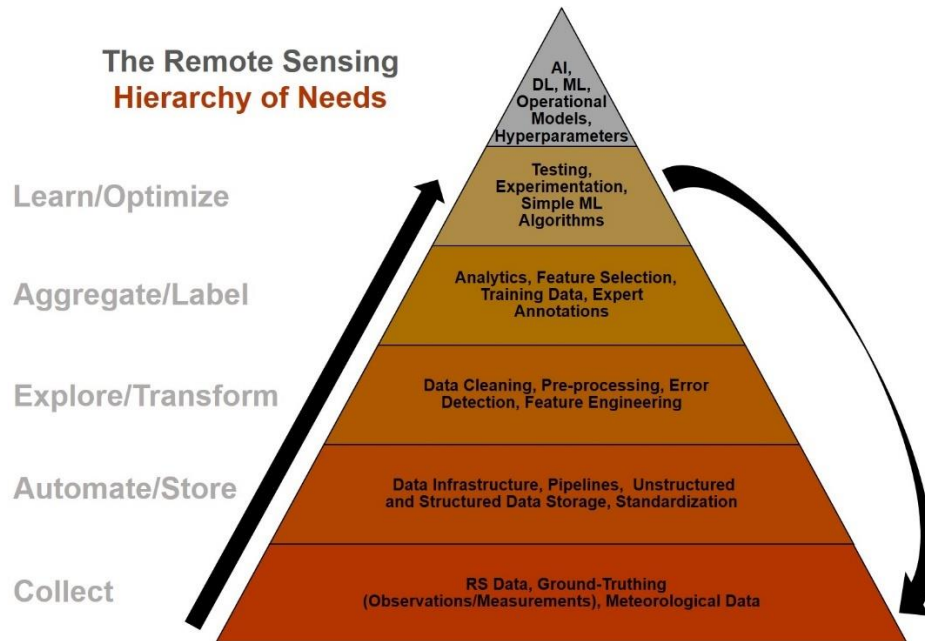 The Remote Sensing
Hierarchy of Needs
AI,
DL, ML,
Operational
Models,
Hyperparameters
Learn/Optimize
Testing,
Experimentation,
Simple ML
Algorithms
Aggregate/Label
Analytics, Feature Selection,
Training Data, Expert
Annotations
Explore/Transform
Data Cleaning, Pre-processing, Error
Detection, Feature Engineering
Automate/Store
Data Infrastructure, Pipelines, Unstructured
and Structured Data Storage, Standardization
Collect
RS Data, Ground-Truthing
(Observations/Measurements), Meteorological Data